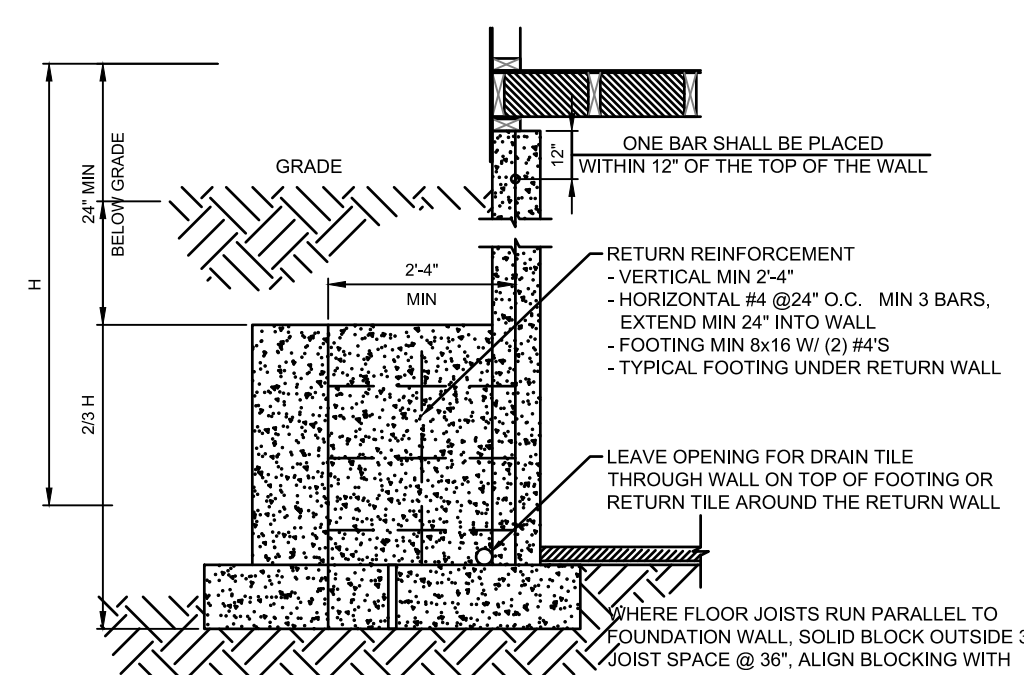 GRADE
24" MIN
BELOW GRADE
H
2/3 H
12"
ONE BAR SHALL BE PLACED
WITHIN 12" OF THE TOP OF THE WALL
2'-4"
MIN
RETURN REINFORCEMENT
- VERTICAL MIN 2'-4"
- HORIZONTAL #4 @24" O.C. MIN 3 BARS,
EXTEND MIN 24" INTO WALL
- FOOTING MIN 8x16 W/ (2) #4'S
- TYPICAL FOOTING UNDER RETURN WALL
LEAVE OPENING FOR DRAIN TILE
THROUGH WALL ON TOP OF FOOTING OR
RETURN TILE AROUND THE RETURN WALL
WHERE FLOOR JOISTS RUN PARALLEL TO
FOUNDATION WALL, SOLID BLOCK OUTSIDE 3
JOIST SPACE @ 36", ALIGN BLOCKING WITH